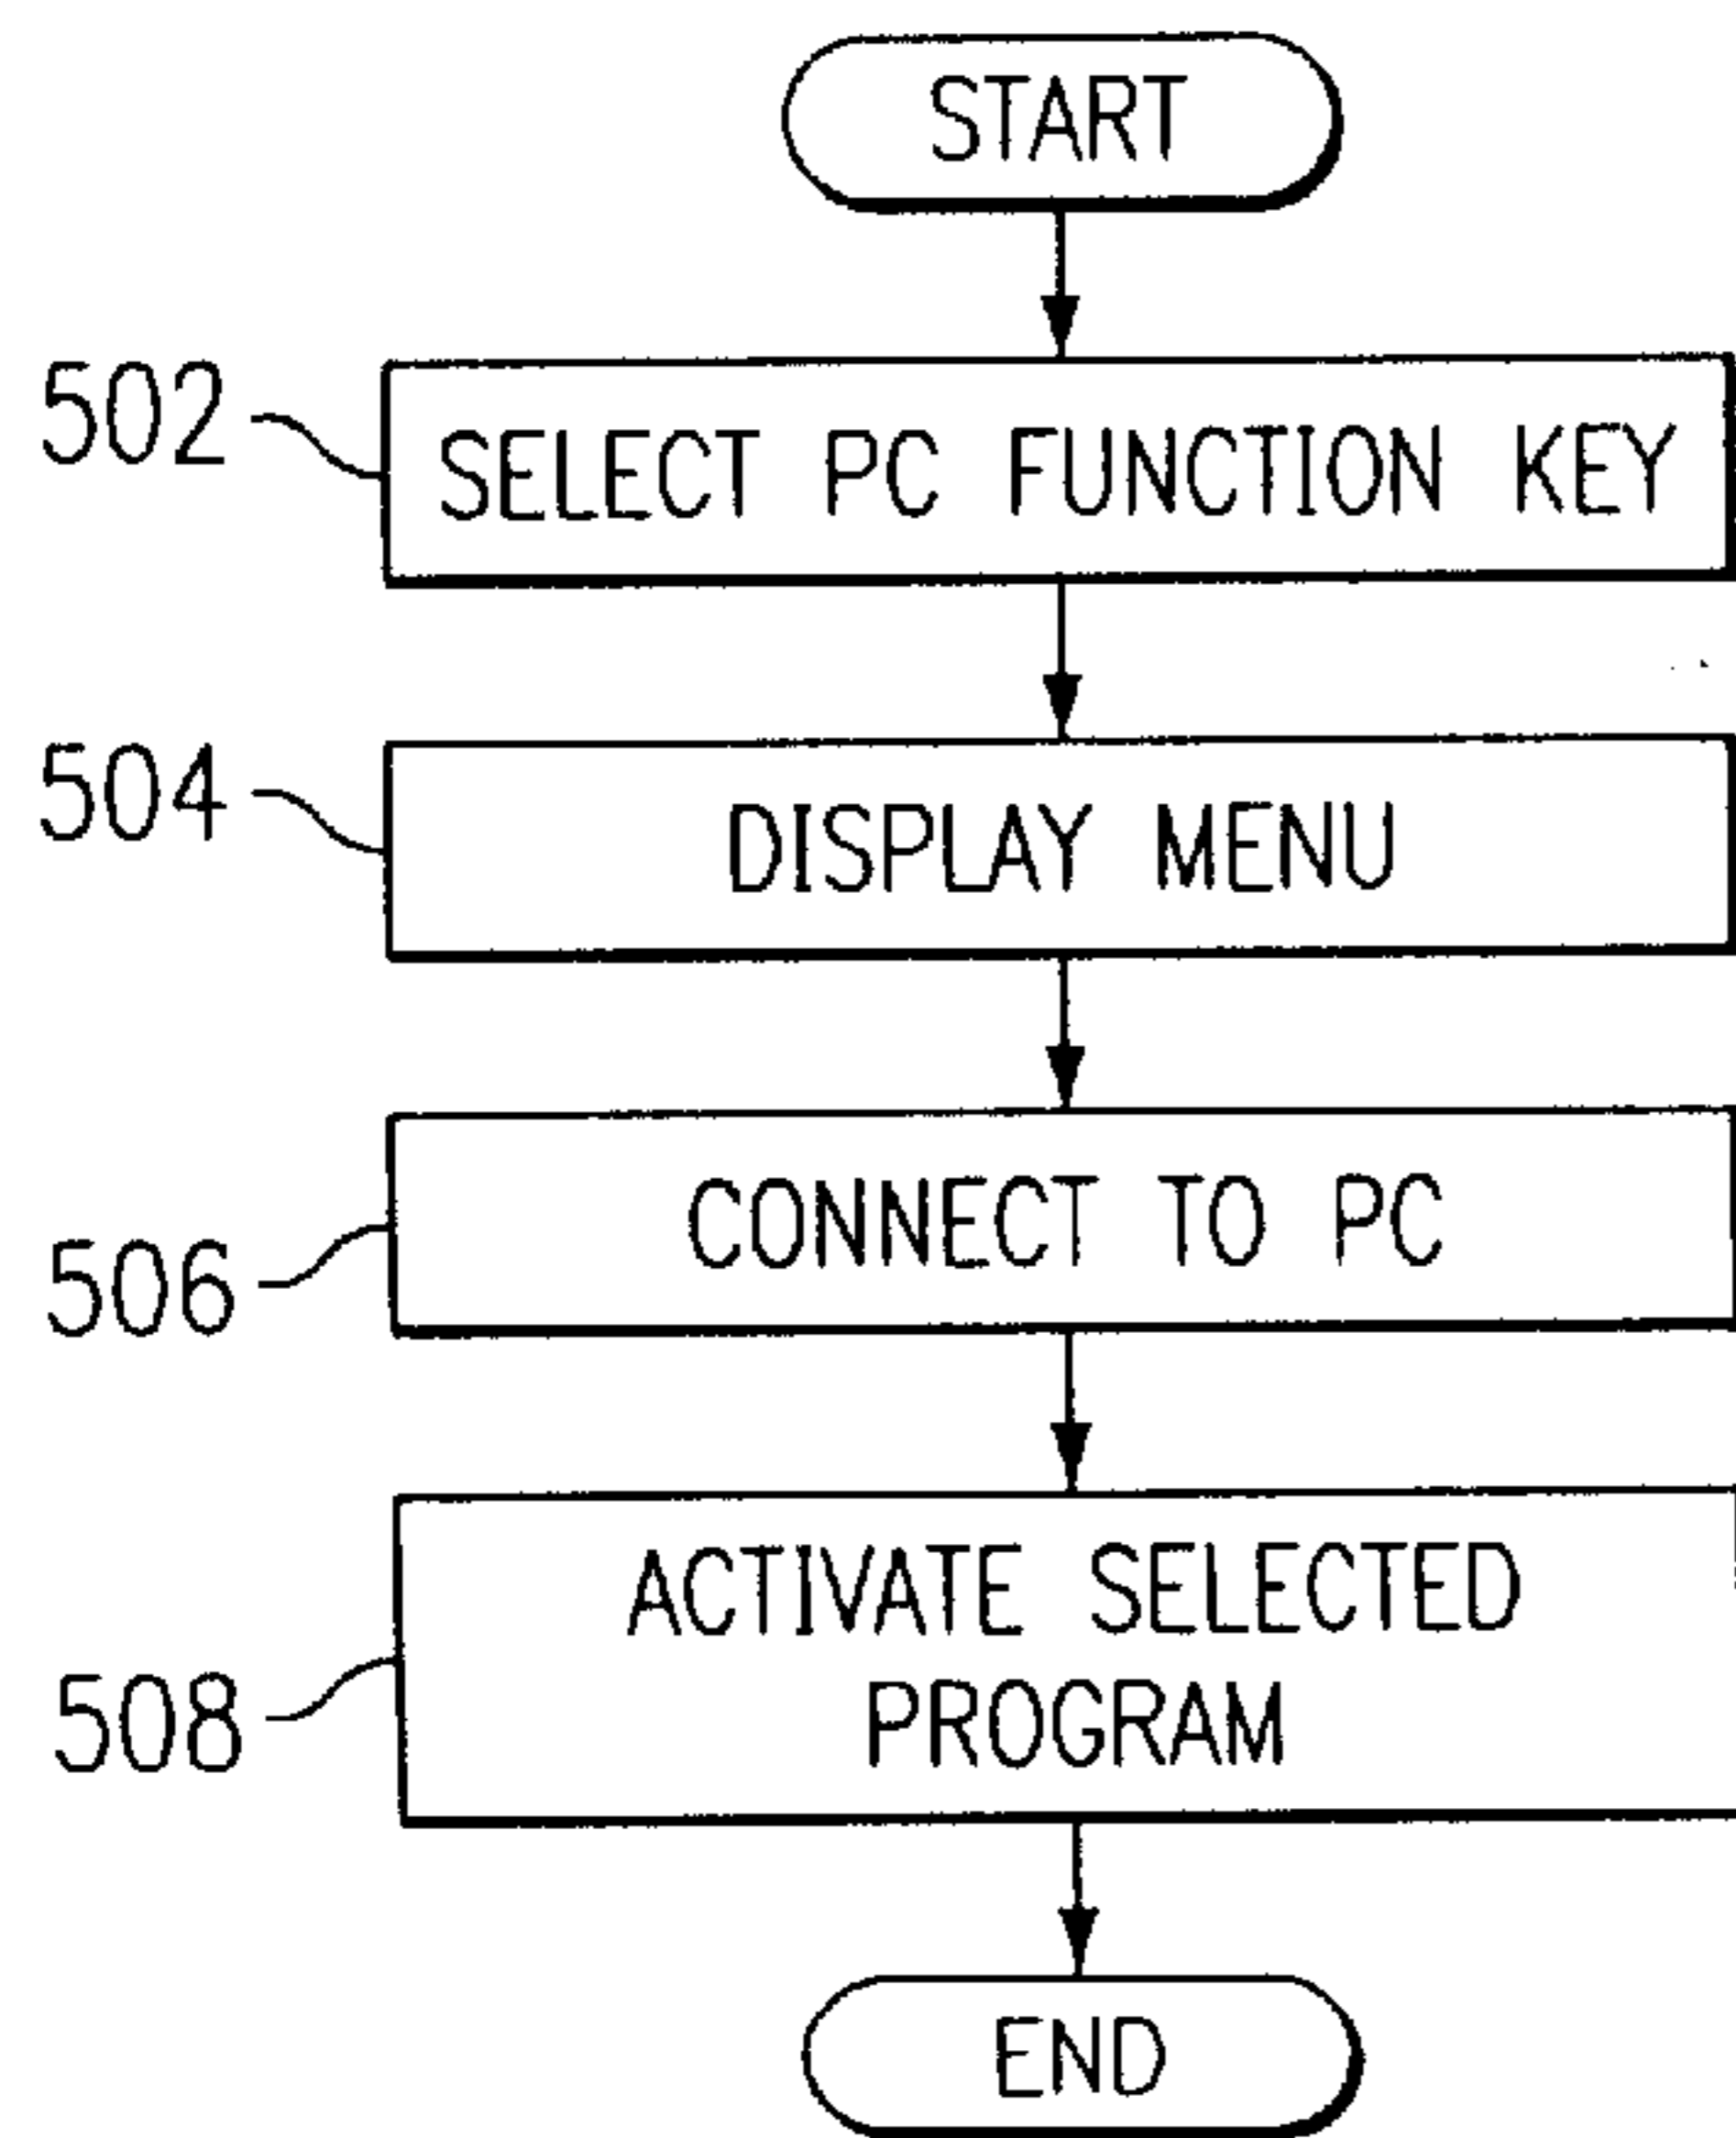 START
502
SELECT PC FUNCTION KEY
504
DISPLAY MENU
506
CONNECT TO PC
508
ACTIVATE SELECTED
PROGRAM
END